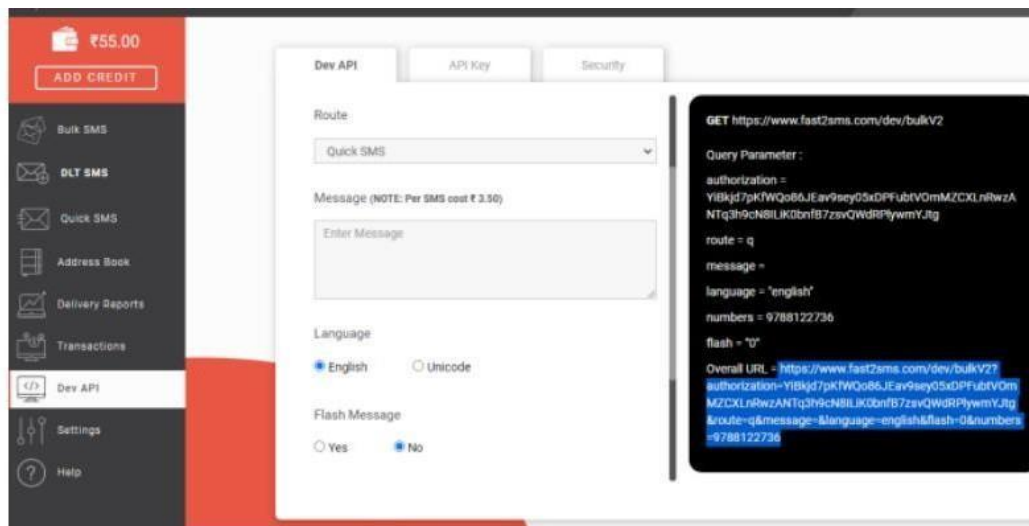 ₹55.00
ADD CREDIT
Bulk SMS
DLT SMS
Quick SMS
Address Book
Delivery Reports
Transactions
Dev API
Settings
Help
Dev API
API Key
Security
Route
Quick SMS
Message (NOTE: Per SMS cost ₹ 3.50)
Enter Message
Language
English Unicode
Flash Message
Yes No
GET https://www.fast2sms.com/dev/bulkV2
Query Parameter :
authorization =
route = q
message =
language = "english"
numbers = 9788122736
flash = "0"
Overall URL = https://www.fast2sms.com/dev/bulkV2?
authorization=
&route=q&message=&language=english&flash=0&numbers
=9788122736